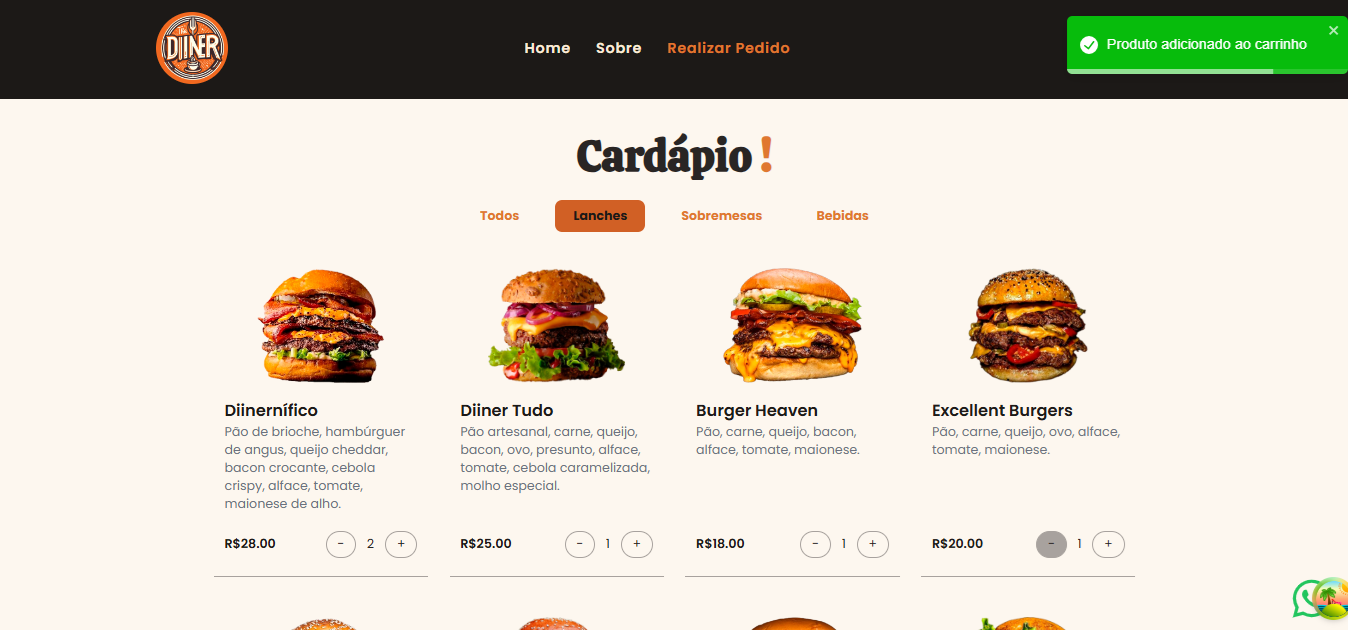 DIINER
Home Sobre Realizar Pedido
Produto adicionado ao carrinho
Cardápio !
Todos Lanches Sobremesas Bebidas
Diinernífico
Pão de brioche, hambúrguer
de angus, queijo cheddar,
bacon crocante, cebola
crispy, alface, tomate,
maionese de alho.
R$28.00 - 2 +
Diiner Tudo
Pão artesanal, carne, queijo,
bacon, ovo, presunto, alface,
tomate, cebola caramelizada,
molho especial.
R$25.00 - 1 +
Burger Heaven
Pão, carne, queijo, bacon,
alface, tomate, maionese.
R$18.00 - 1 +
Excellent Burgers
Pão, carne, queijo, ovo, alface,
tomate, maionese.
R$20.00 - 1 +